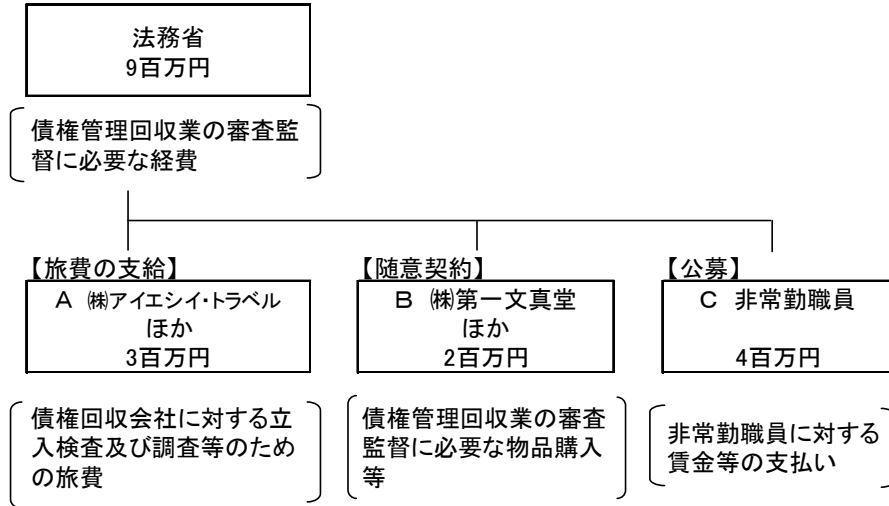 法務省
9百万円
債権管理回収業の審査監
督に必要な経費
【旅費の支給】
A ㈱アイエシイ・トラベル
ほか
3百万円
債権回収会社に対する立
入検査及び調査等のため
の旅費
【随意契約】
B ㈱第一文真堂
ほか
2百万円
債権管理回収業の審査
監督に必要な物品購入
等
【公募】
C 非常勤職員
4百万円
非常勤職員に対する
賃金等の支払い